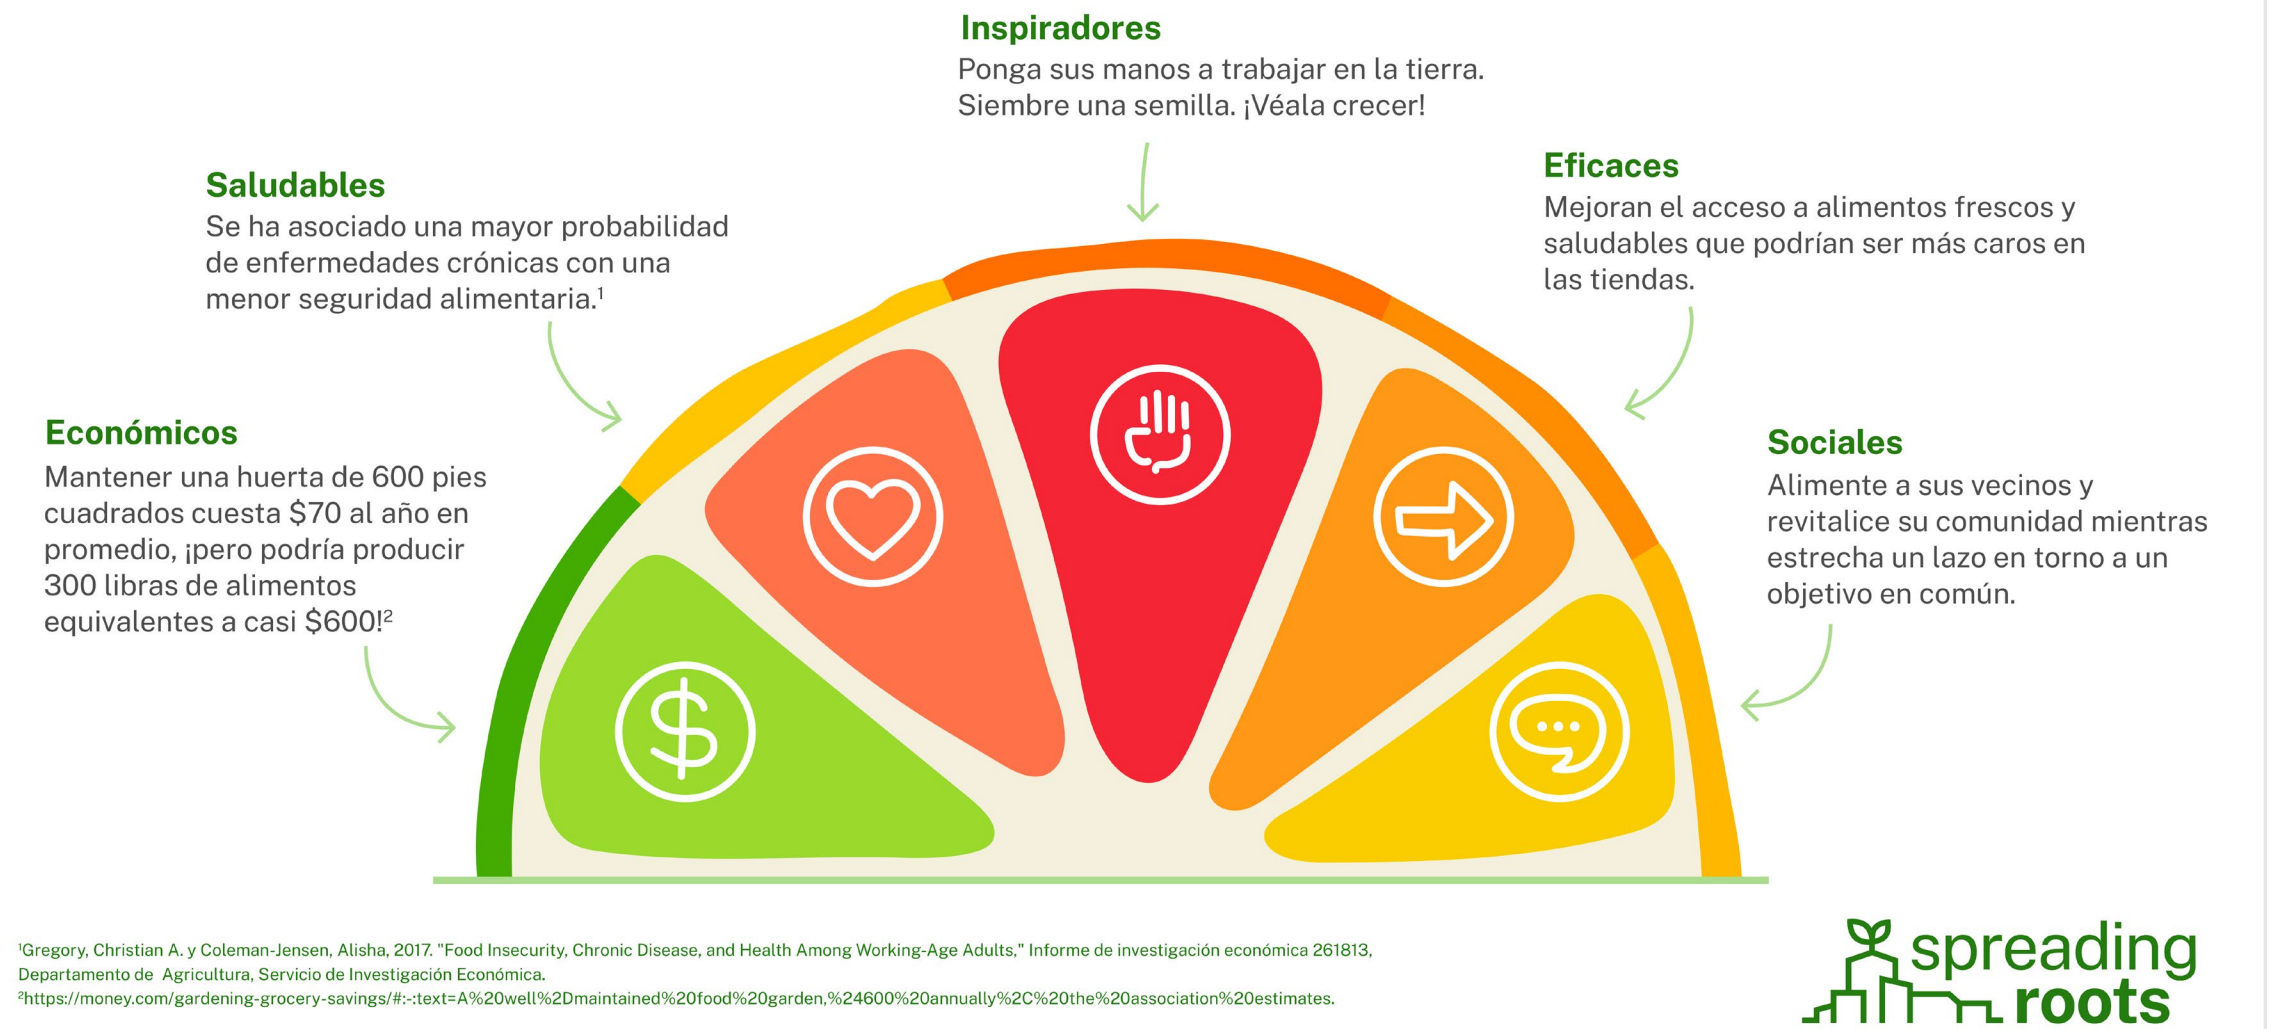 Inspiradores
Ponga sus manos a trabajar en la tierra.
Siembre una semilla. ¡Véala crecer!
Saludables
Se ha asociado una mayor probabilidad
de enfermedades crónicas con una
menor seguridad alimentaria.¹
Eficaces
Mejoran el acceso a alimentos frescos y
saludables que podrían ser más caros en
las tiendas.
Económicos
Mantener una huerta de 600 pies
cuadrados cuesta $70 al año en
promedio, ¡pero podría producir
300 libras de alimentos
equivalentes a casi $600!²
Sociales
Alimente a sus vecinos y
revitalice su comunidad mientras
estrecha un lazo en torno a un
objetivo en común.
$
¹Gregory, Christian A. y Coleman-Jensen, Alisha, 2017. "Food Insecurity, Chronic Disease, and Health Among Working-Age Adults," Informe de investigación económica 261813,
Departamento de Agricultura, Servicio de Investigación Económica.
²https://money.com/gardening-grocery-savings/#:-:text=A%20well%2Dmaintained%20food%20garden,%24600%20annually%2C%20the%20association%20estimates.
spreading
roots